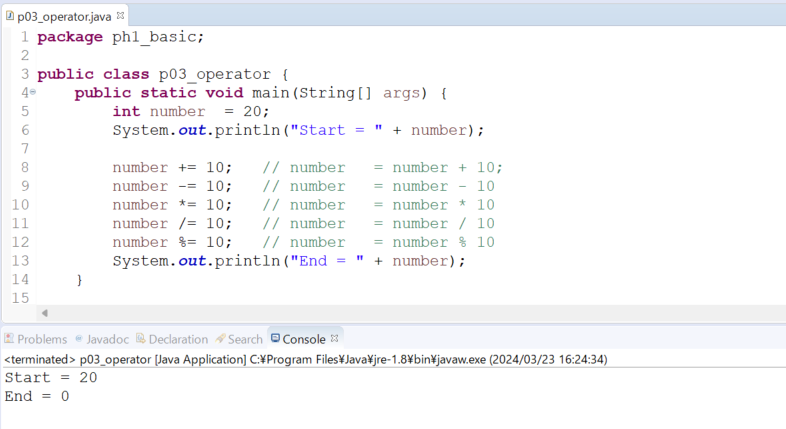 p03_operator.java
1 package ph1_basic;
2
3 public class p03_operator {
4     public static void main(String[] args) {
5         int number  = 20;
6         System.out.println("Start = " + number);
7
8         number += 10;   // number   = number + 10;
9         number -= 10;   // number   = number - 10
10         number *= 10;   // number   = number * 10
11         number /= 10;   // number   = number / 10
12         number %= 10;   // number   = number % 10
13         System.out.println("End = " + number);
14     }
15
Problems Javadoc Declaration Search Console
<terminated> p03_operator [Java Application] C:¥Program Files¥Java¥jre-1.8¥bin¥javaw.exe (2024/03/23 16:24:34)
Start = 20
End = 0